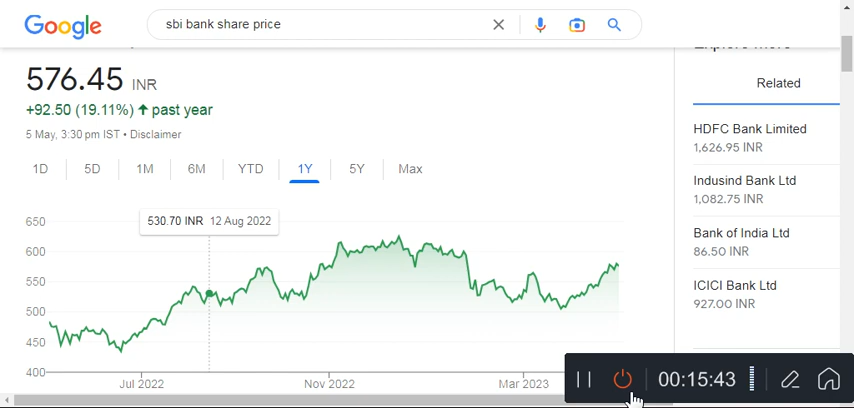 Google
sbi bank share price
Explore more
576.45 INR
+92.50 (19.11%) ↑ past year
5 May, 3:30 pm IST • Disclaimer
1D 5D 1M 6M YTD 1Y 5Y Max
530.70 INR 12 Aug 2022
650
600
550
500
450
400
Jul 2022 Nov 2022 Mar 2023
Related
HDFC Bank Limited
1,626.95 INR
Indusind Bank Ltd
1,082.75 INR
Bank of India Ltd
86.50 INR
ICICI Bank Ltd
927.00 INR
00:15:43